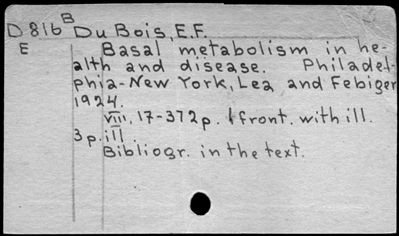 B
D 816 Du Bois, E.F.
E Basal metabolism in he-
alth and disease. Philadel-
phia-New York, Lea and Febiger
1924.
VIII, 17-372 p. 1 front. with ill.
3 p. ill
Bibliogr. in the text.